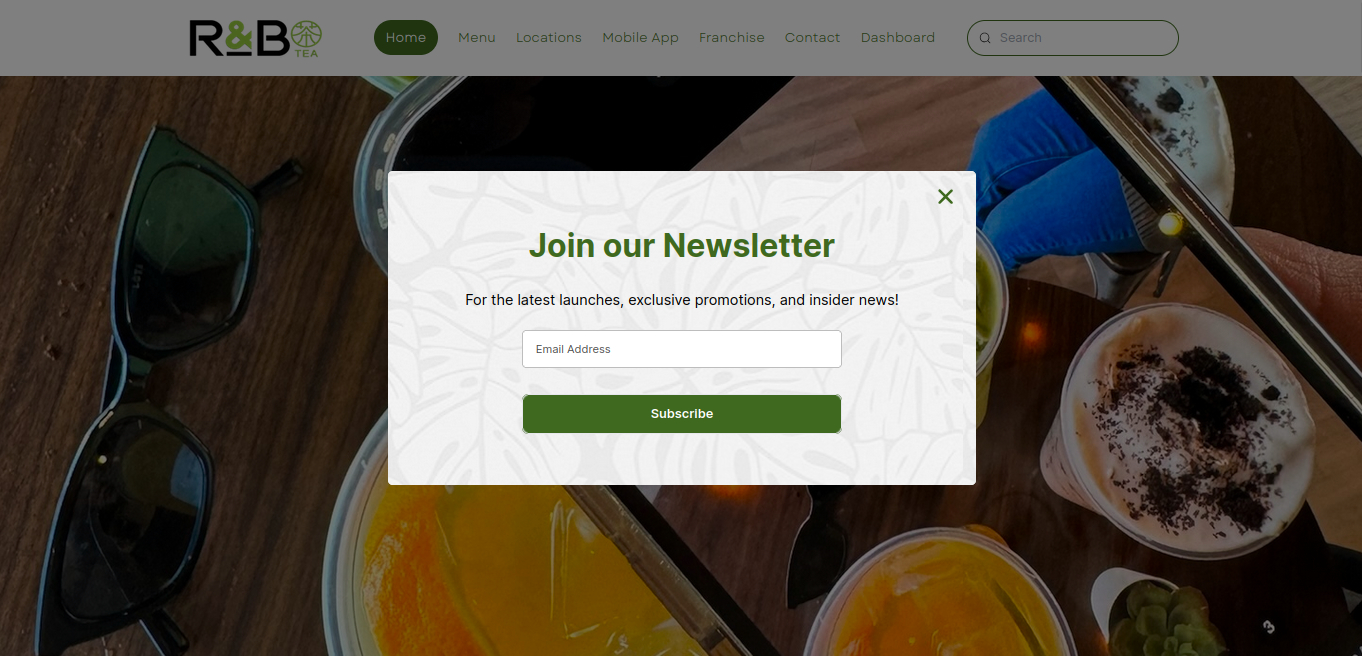 R&B
TEA
Home
Menu
Locations
Mobile App
Franchise
Contact
Dashboard
Search
Join our Newsletter
For the latest launches, exclusive promotions, and insider news!
Email Address
Subscribe